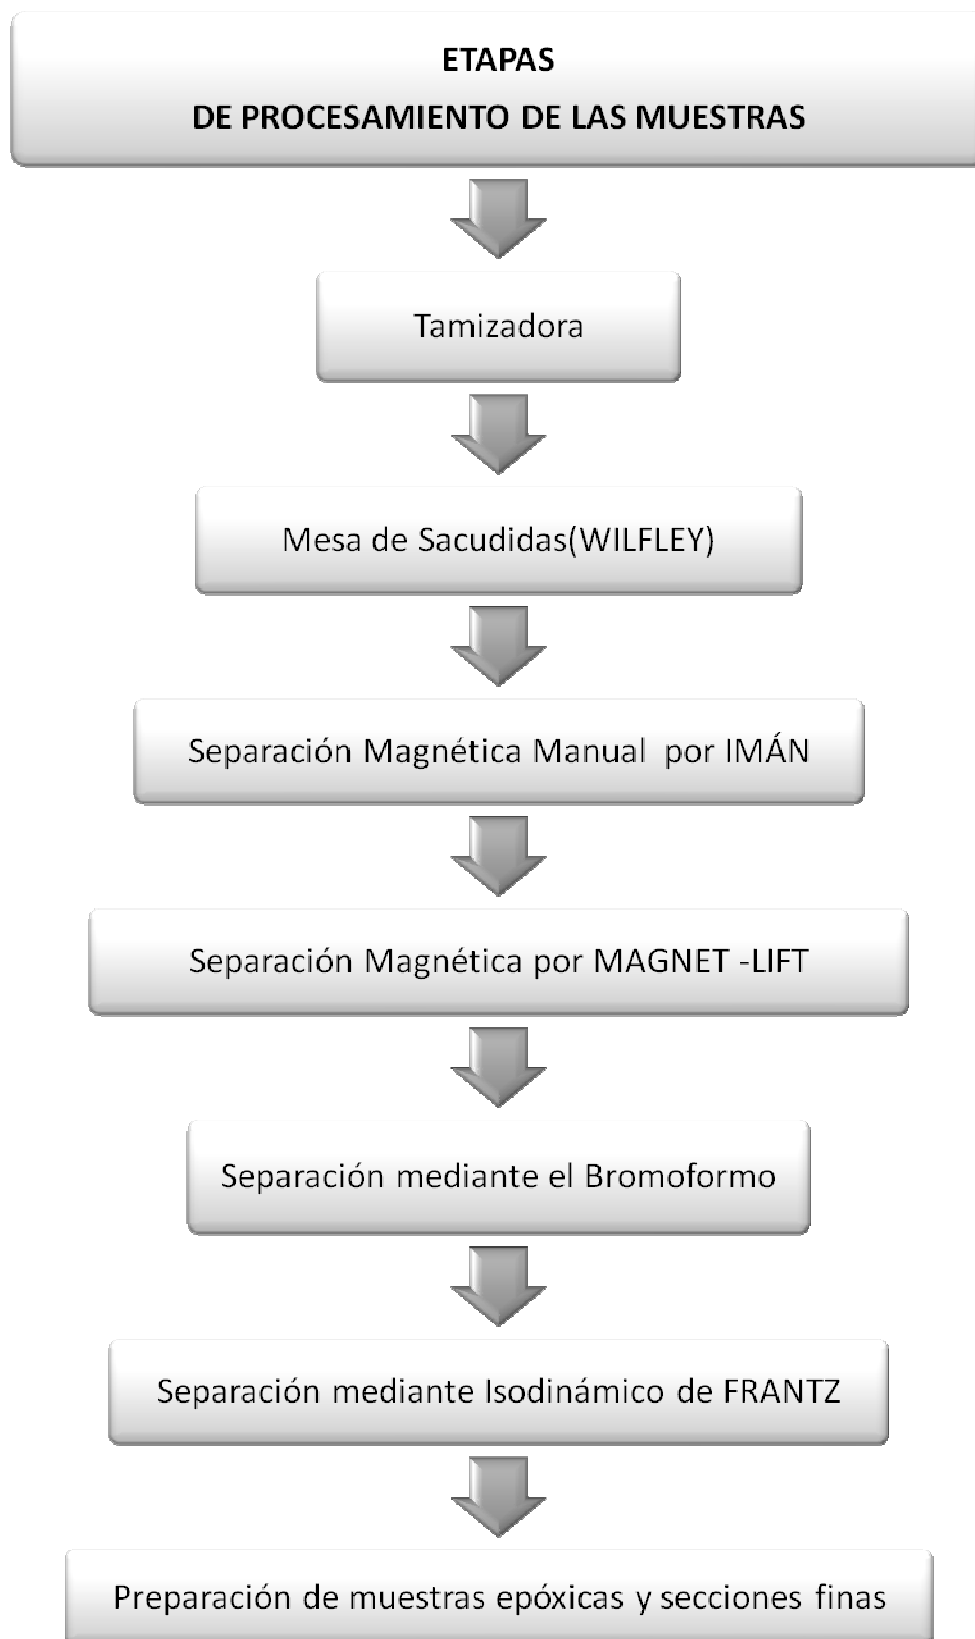 ETAPAS
DE PROCESAMIENTO DE LAS MUESTRAS
Tamizadora
Mesa de Sacudidas(WILFLEY)
Separación Magnética Manual por IMÁN
Separación Magnética por MAGNET -LIFT
Separación mediante el Bromoformo
Separación mediante Isodinámico de FRANTZ
Preparación de muestras epóxicas y secciones finas